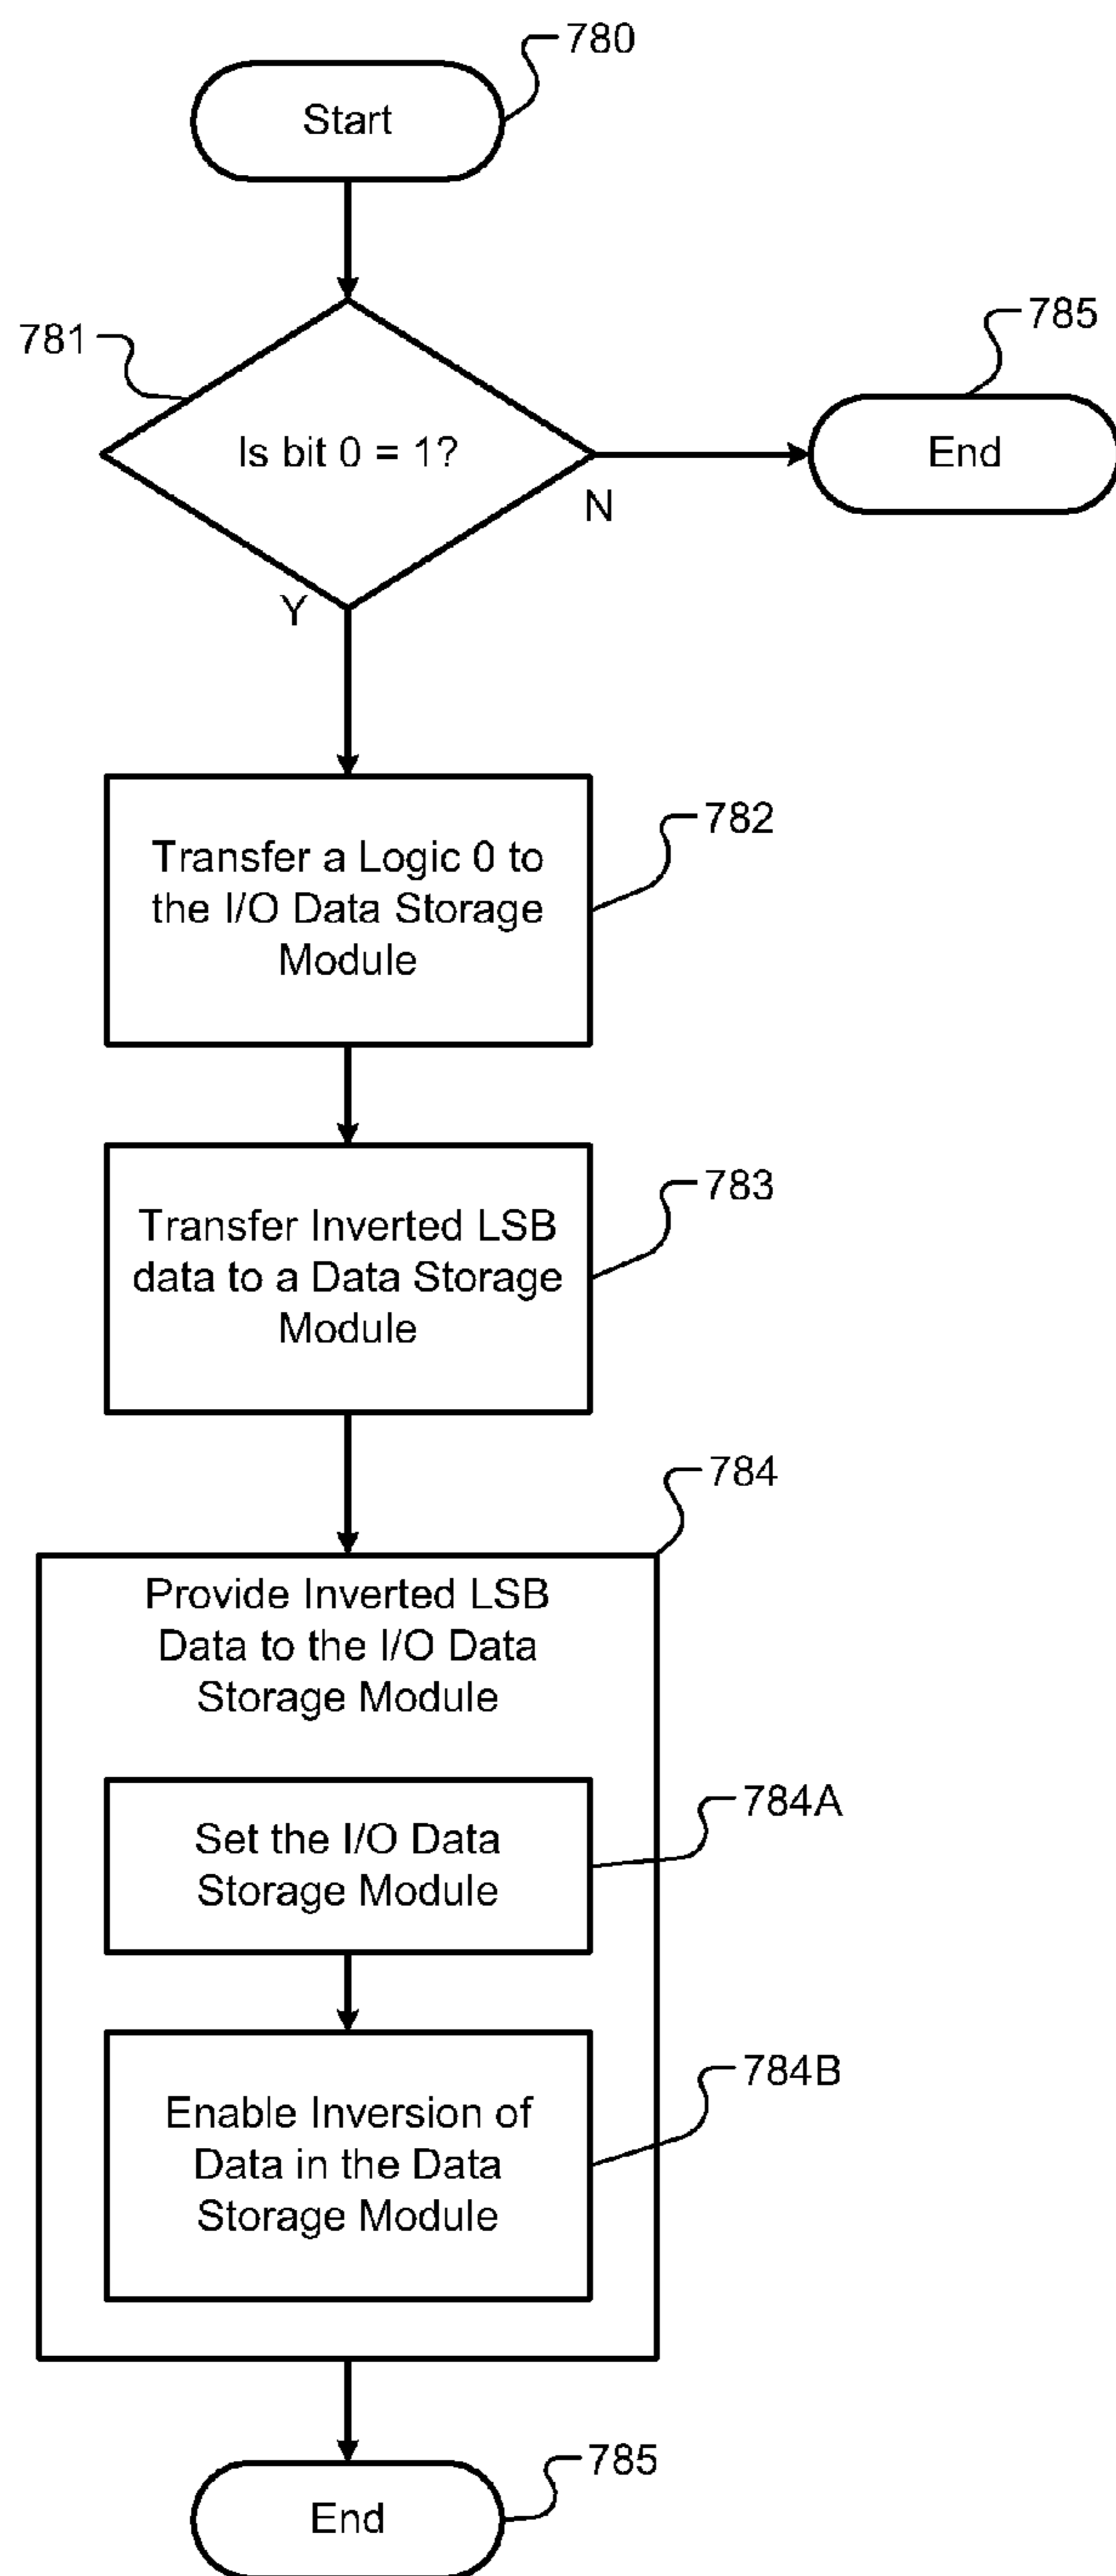 780
Start
785
781
Is bit 0 = 1?
End
N
Y
782
Transfer a Logic 0 to
the I/O Data Storage
Module
783
Transfer Inverted LSB
data to a Data Storage
Module
784
Provide Inverted LSB
Data to the I/O Data
Storage Module
784A
Set the I/O Data
Storage Module
784B
Enable Inversion of
Data in the Data
Storage Module
785
End